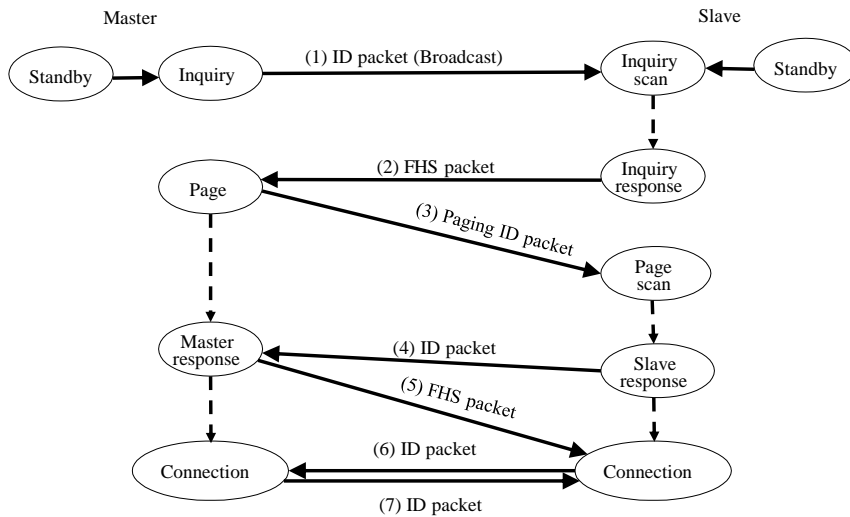 Master
Slave
Standby
Inquiry
(1) ID packet (Broadcast)
Inquiry
scan
Standby
(2) FHS packet
Inquiry
response
Page
(3) Paging ID packet
Page
scan
Master
response
(4) ID packet
Slave
response
(5) FHS packet
Connection
(6) ID packet
Connection
(7) ID packet